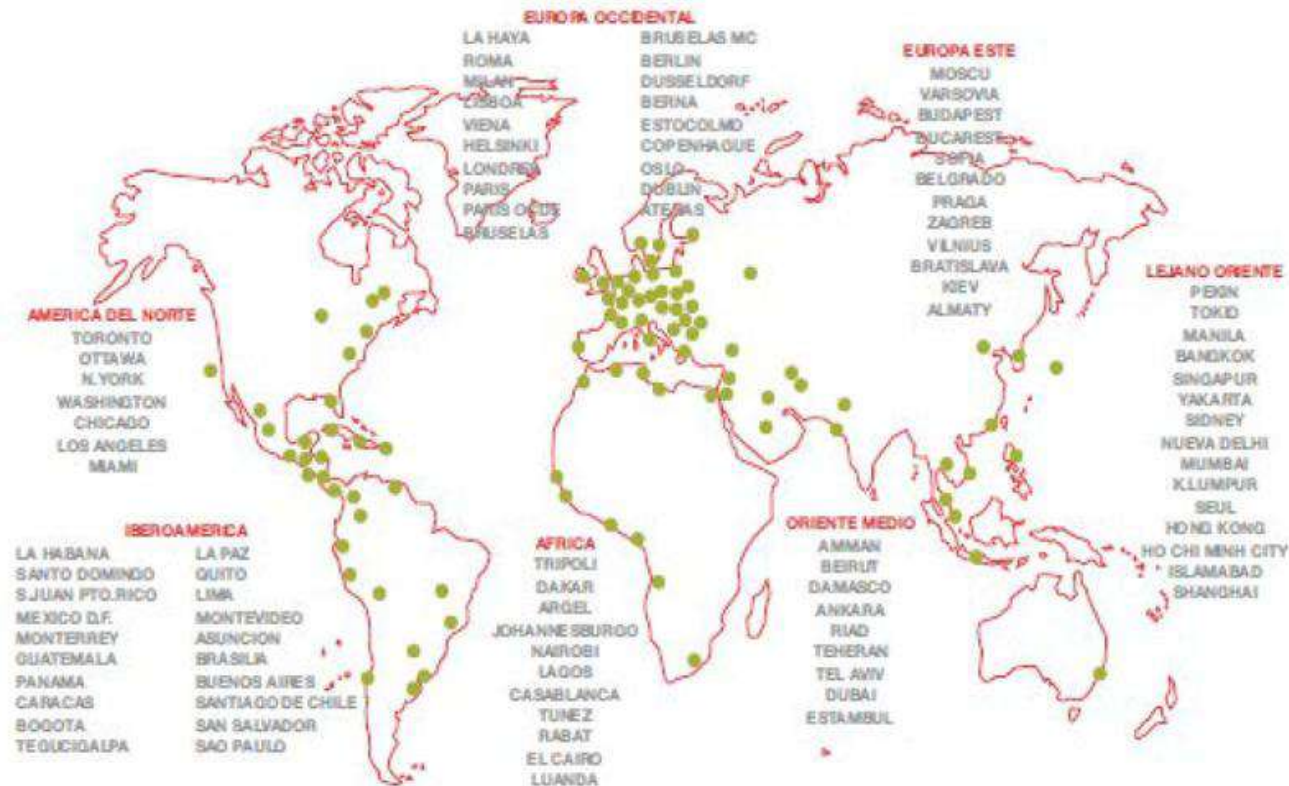 EUROPA OCCIDENTAL
LA HAYA
ROMA
MILAN
LISBOA
VIENA
HELSINKI
LONDRES
PARIS
PARIS OCDE
BRUSELAS
BRUSELAS MC
BERLIN
DUSSELDORF
BERNA
ESTOCOLMO
COPENHAGUE
OSLO
DUBLIN
ATENAS
EUROPA ESTE
MOSCU
VARSOVIA
BUDAPEST
BUCAREST
SOFIA
BELGRADO
PRAGA
ZAGREB
VILNIUS
BRATISLAVA
KIEV
ALMATY
AMERICA DEL NORTE
TORONTO
OTTAWA
N.YORK
WASHINGTON
CHICAGO
LOS ANGELES
MIAMI
LEJANO ORIENTE
PEKIN
TOKIO
MANILA
BANGKOK
SINGAPUR
YAKARTA
SIDNEY
NUEVA DELHI
MUMBAI
K.LUMPUR
SEUL
HONG KONG
HO CHI MINH CITY
ISLAMABAD
SHANGHAI
IBEROAMERICA
LA HABANA
SANTO DOMINGO
S.JUAN PTO.RICO
MEXICO D.F.
MONTERREY
GUATEMALA
PANAMA
CARACAS
BOGOTA
TEGUCIGALPA
LA PAZ
QUITO
LIMA
MONTEVIDEO
ASUNCION
BRASILIA
BUENOS AIRES
SANTIAGO DE CHILE
SAN SALVADOR
SAO PAULO
AFRICA
TRIPOLI
DAKAR
ARGEL
JOHANNESBURGO
NAIROBI
LAGOS
CASABLANCA
TUNEZ
RABAT
EL CAIRO
LUANDA
ORIENTE MEDIO
AMMAN
BEIRUT
DAMASCO
ANKARA
RIAD
TEHERAN
TEL AVIV
DUBAI
ESTAMBUL